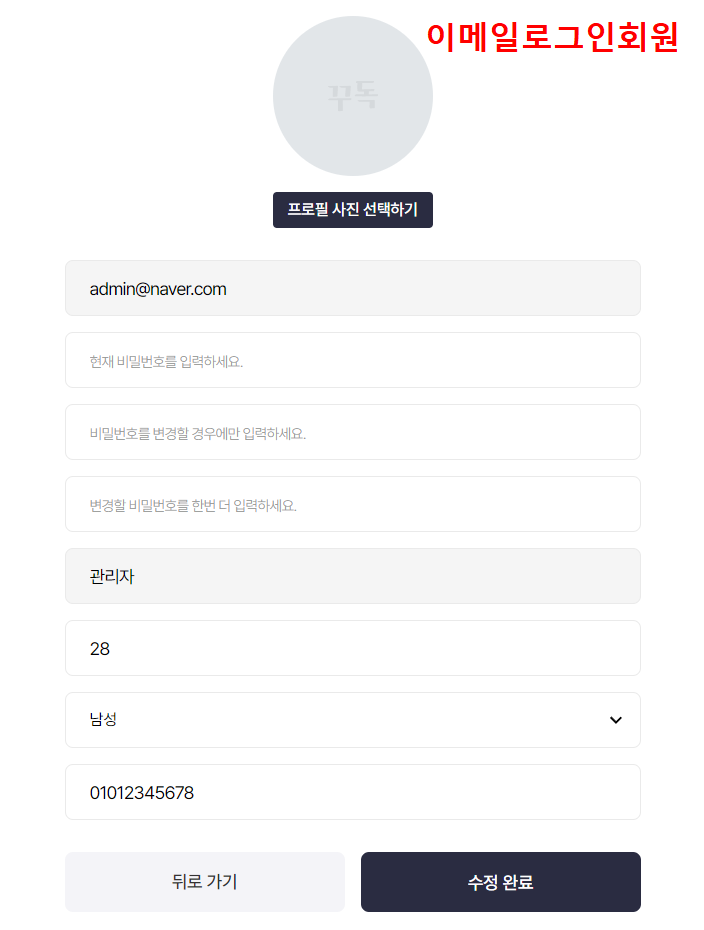 이메일로그인회원
꾸독
프로필 사진 선택하기
admin@naver.com
현재 비밀번호를 입력하세요.
비밀번호를 변경할 경우에만 입력하세요.
변경할 비밀번호를 한번 더 입력하세요.
관리자
28
남성
01012345678
뒤로 가기
수정 완료